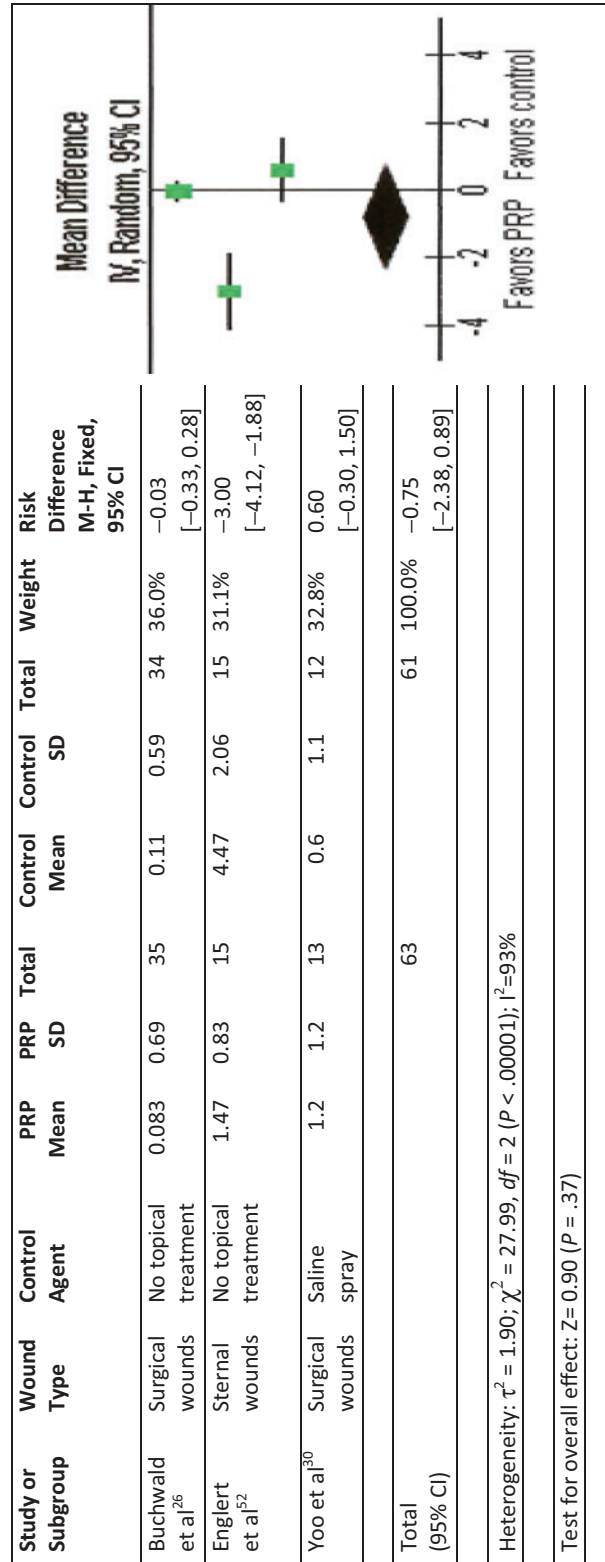 Study or Subgroup | Wound Type | Control Agent | PRP Mean | PRP SD | Total | Control Mean | Control SD | Total | Weight | Risk Difference M-H, Fixed, 95% CI | Mean Difference IV, Random, 95% CI
Buchwald et al26 | Surgical wounds | No topical treatment | 0.083 | 0.69 | 35 | 0.11 | 0.59 | 34 | 36.0% | −0.03 [−0.33, 0.28]
Englert et al52 | Sternal wounds | No topical treatment | 1.47 | 0.83 | 15 | 4.47 | 2.06 | 15 | 31.1% | −3.00 [−4.12, −1.88]
Yoo et al30 | Surgical wounds | Saline spray | 1.2 | 1.2 | 13 | 0.6 | 1.1 | 12 | 32.8% | 0.60 [−0.30, 1.50]
Total (95% CI) | 63 | 61 | 100.0% | −0.75 [−2.38, 0.89]
-4 -2 0 2 4
Favors PRP Favors control
Heterogeneity: τ2 = 1.90; χ2 = 27.99, df = 2 (P < .00001); I2=93%
Test for overall effect: Z= 0.90 (P = .37)